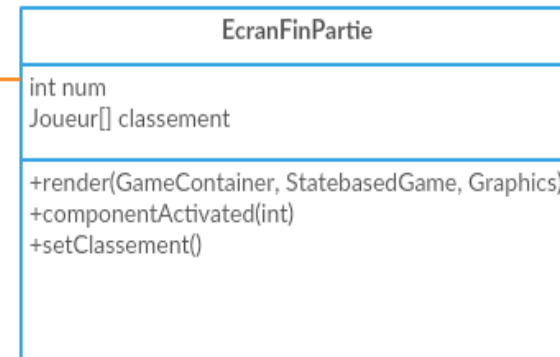 EcranFinPartie
int num
Joueur[] classement
+render(GameContainer, StatebasedGame, Graphics)
+componentActivated(int)
+setClassement()